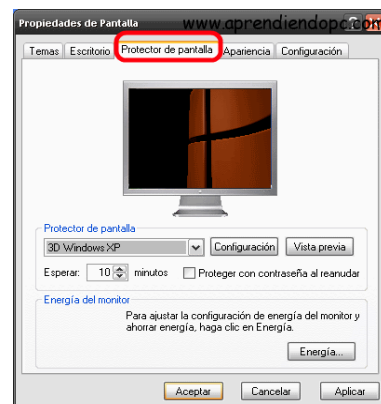 Propiedades de Pantalla
www.aprendiendopc.com
Temas Escritorio Protector de pantalla Apariencia Configuración
Protector de pantalla
3D Windows XP Configuración Vista previa
Esperar: 10 minutos Proteger con contraseña al reanudar
Energía del monitor
Para ajustar la configuración de energía del monitor y
ahorrar energía, haga clic en Energía.
Energía...
Aceptar Cancelar Aplicar